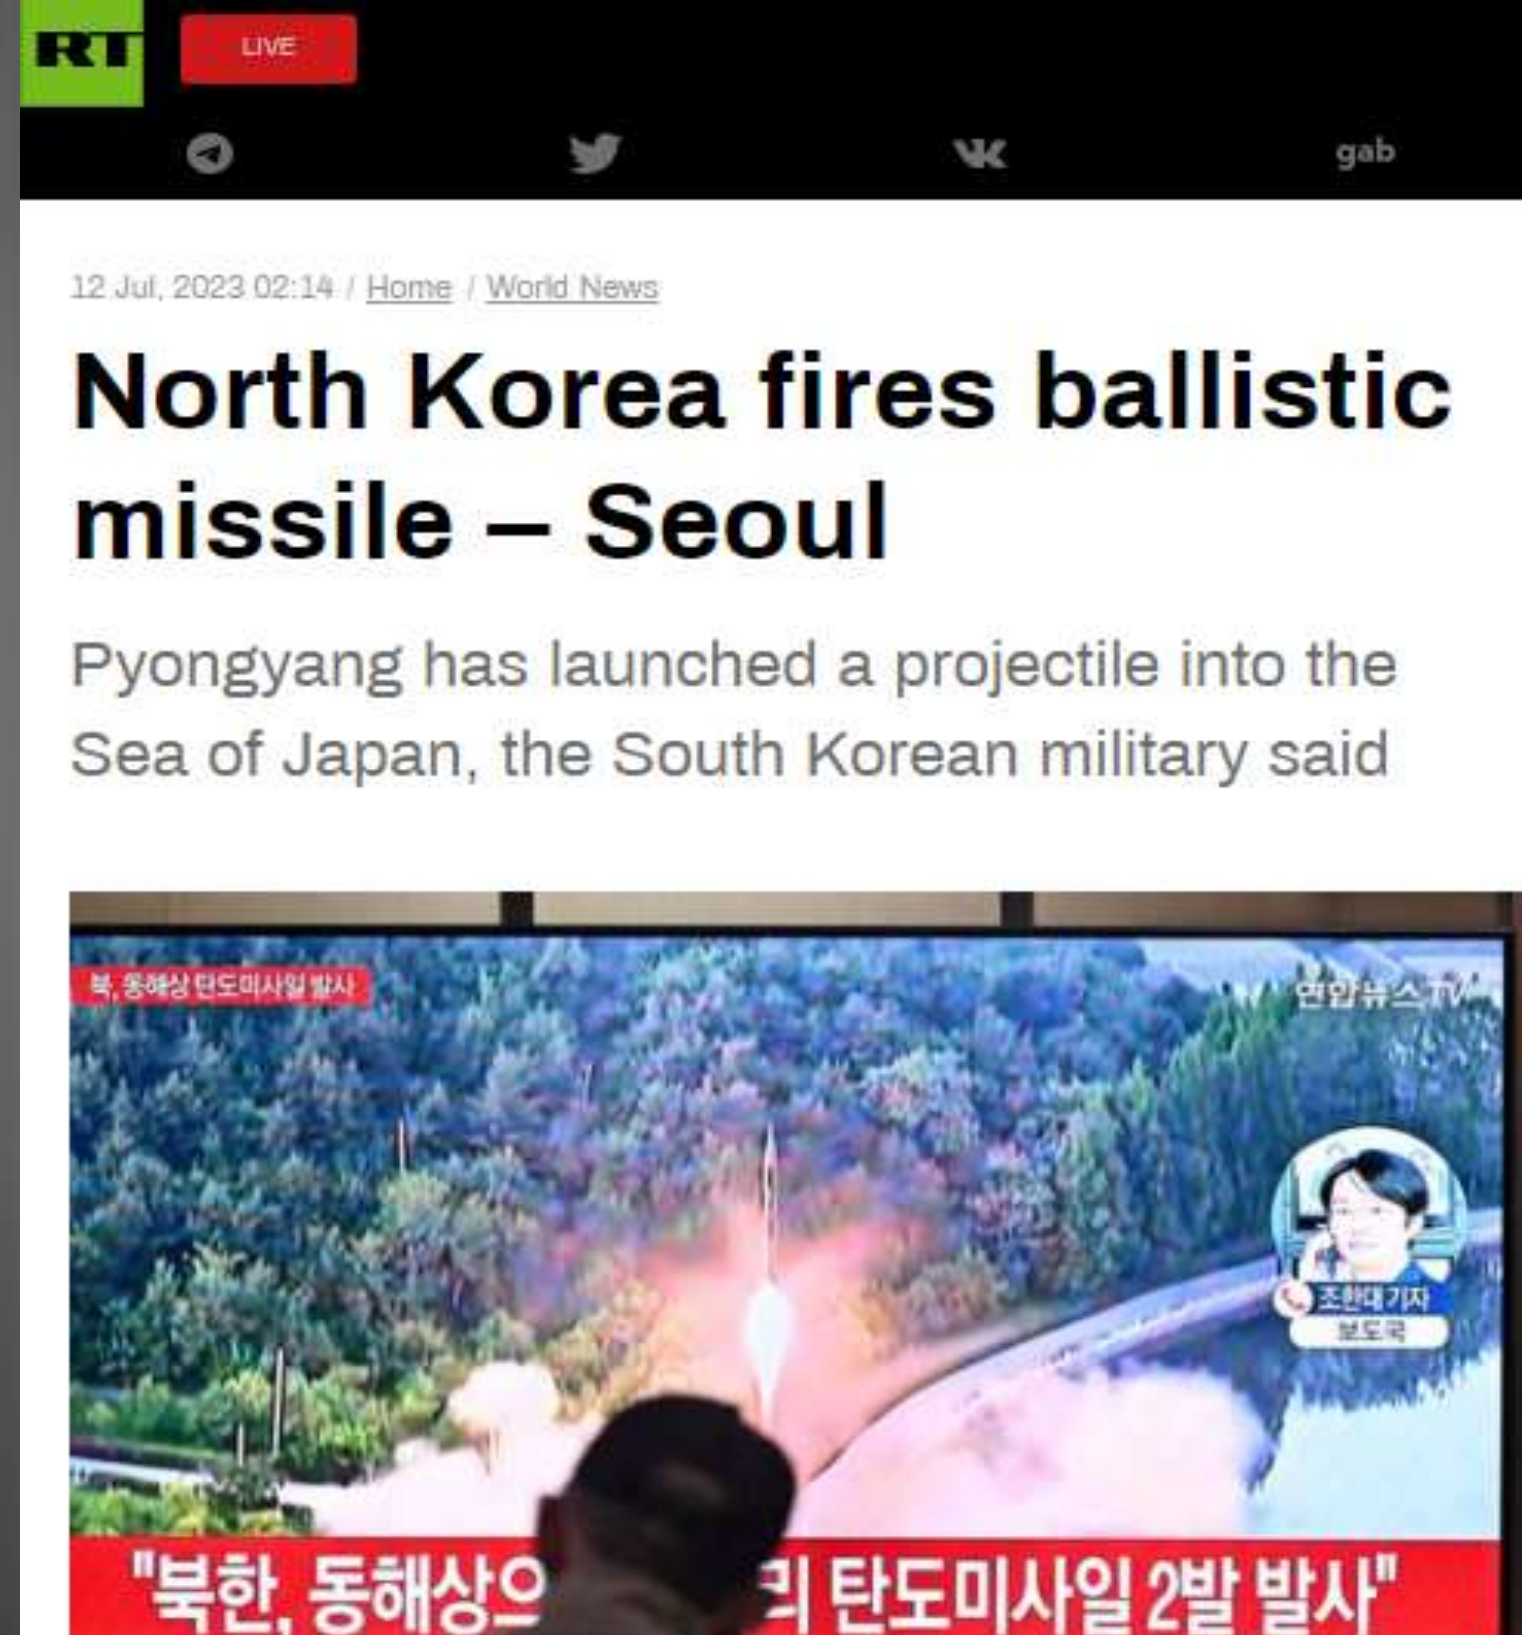 RT
LIVE
gab
12 Jul, 2023 02:14 / Home / World News
North Korea fires ballistic
missile – Seoul
Pyongyang has launched a projectile into the
Sea of Japan, the South Korean military said
북, 동해상 탄도미사일 발사
연합뉴스TV
조한대 기자
보도국
"북한, 동해상으 탄도미사일 2발 발사"